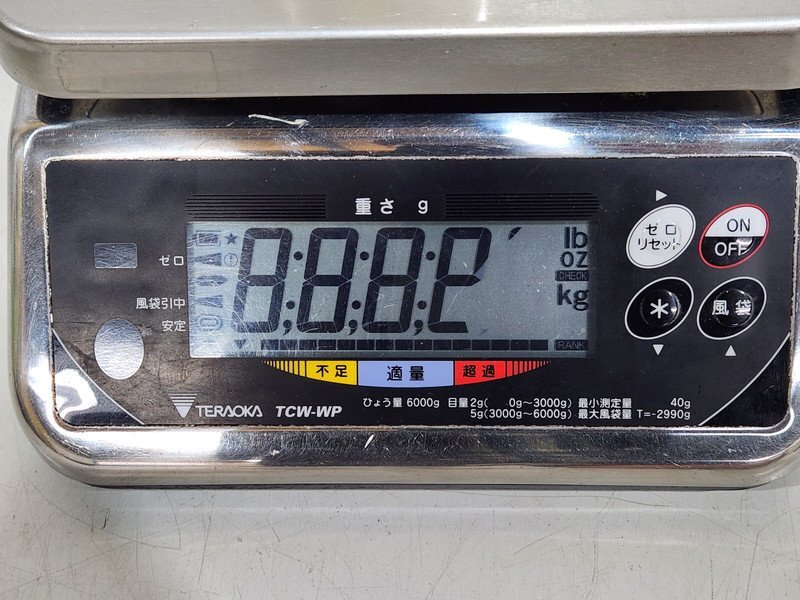 重さ g
ゼロ
リセット
ON
OFF
lb
oz
CHECK
kg
ゼロ
風袋引中
安定
8.8.8.
RANK
*
風袋
不足
適量
超過
TERAOKA TCW-WP
ひょう量 6000g 目量 2g( 0g~3000g) 最小測定量 40g
5g(3000g~6000g) 最大風袋量 T=-2990g